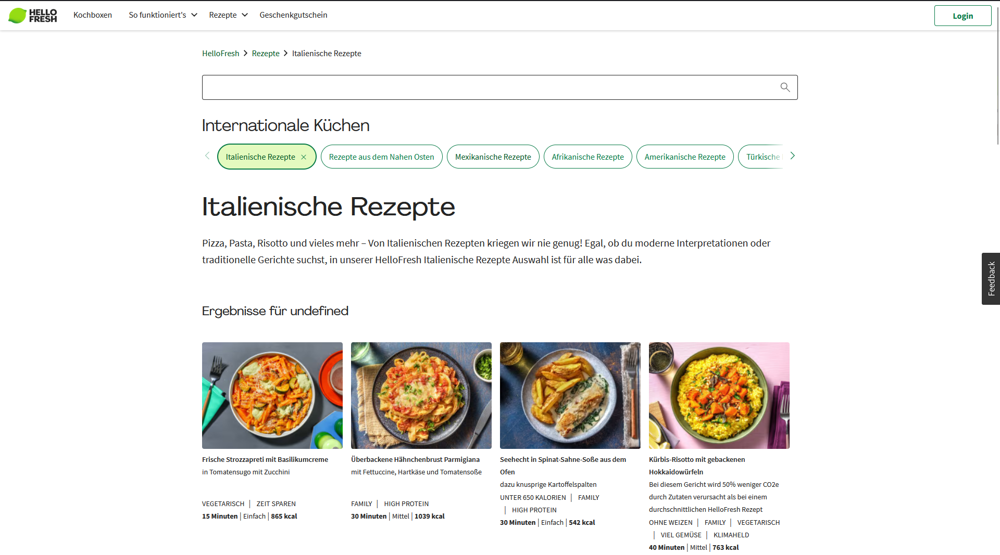 HELLO
FRESH
Kochboxen
So funktioniert's
Rezepte
Geschenkgutschein
Login
HelloFresh
Rezepte
Italienische Rezepte
Internationale Küchen
Italienische Rezepte
Rezepte aus dem Nahen Osten
Mexikanische Rezepte
Afrikanische Rezepte
Amerikanische Rezepte
Türkische
Italienische Rezepte
Pizza, Pasta, Risotto und vieles mehr – Von Italienischen Rezepten kriegen wir nie genug! Egal, ob du moderne Interpretationen oder
traditionelle Gerichte suchst, in unserer HelloFresh Italienische Rezepte Auswahl ist für alle was dabei.
Feedback
Ergebnisse für undefined
Frische Strozzapreti mit Basilikumcreme
in Tomatensugo mit Zucchini
VEGETARISCH | ZEIT SPAREN
15 Minuten | Einfach | 865 kcal
Überbackene Hähnchenbrust Parmigiana
mit Fettuccine, Hartkäse und Tomatensoße
FAMILY | HIGH PROTEIN
30 Minuten | Mittel | 1039 kcal
Seehecht in Spinat-Sahne-Soße aus dem
Ofen
dazu knusprige Kartoffelspalten
UNTER 650 KALORIEN | FAMILY
| HIGH PROTEIN
30 Minuten | Einfach | 542 kcal
Kürbis-Risotto mit gebackenen
Hokkaidowürfeln
Bei diesem Gericht wird 50% weniger CO2e
durch Zutaten verursacht als bei einem
durchschnittlichen HelloFresh Rezept
OHNE WEIZEN | FAMILY | VEGETARISCH
| VIEL GEMÜSE | KLIMAHELD
40 Minuten | Mittel | 763 kcal